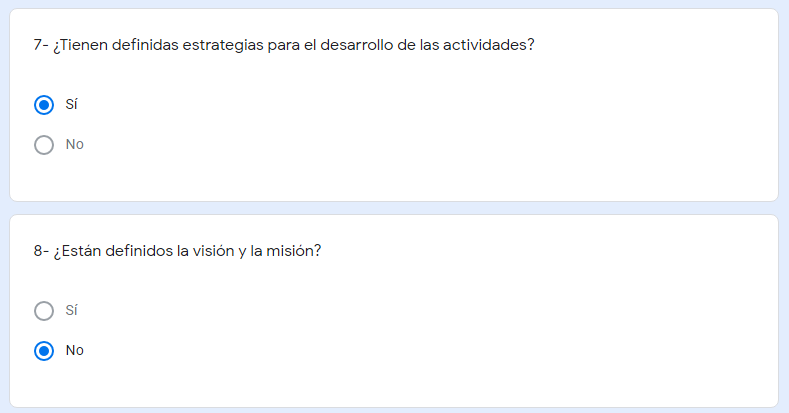 7- ¿Tienen definidas estrategias para el desarrollo de las actividades?
Sí
No
8- ¿Están definidos la visión y la misión?
Sí
No